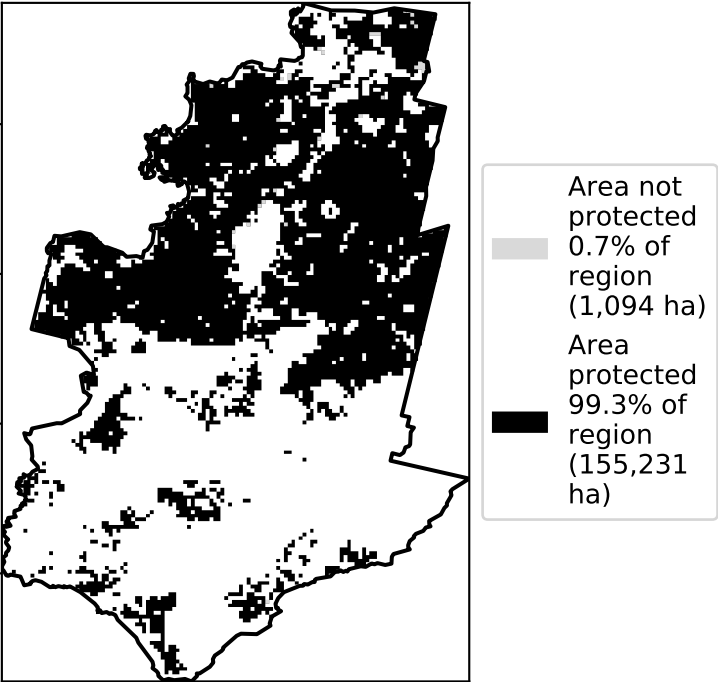 Area not
protected
0.7% of
region
(1,094 ha)
Area
protected
99.3% of
region
(155,231
ha)